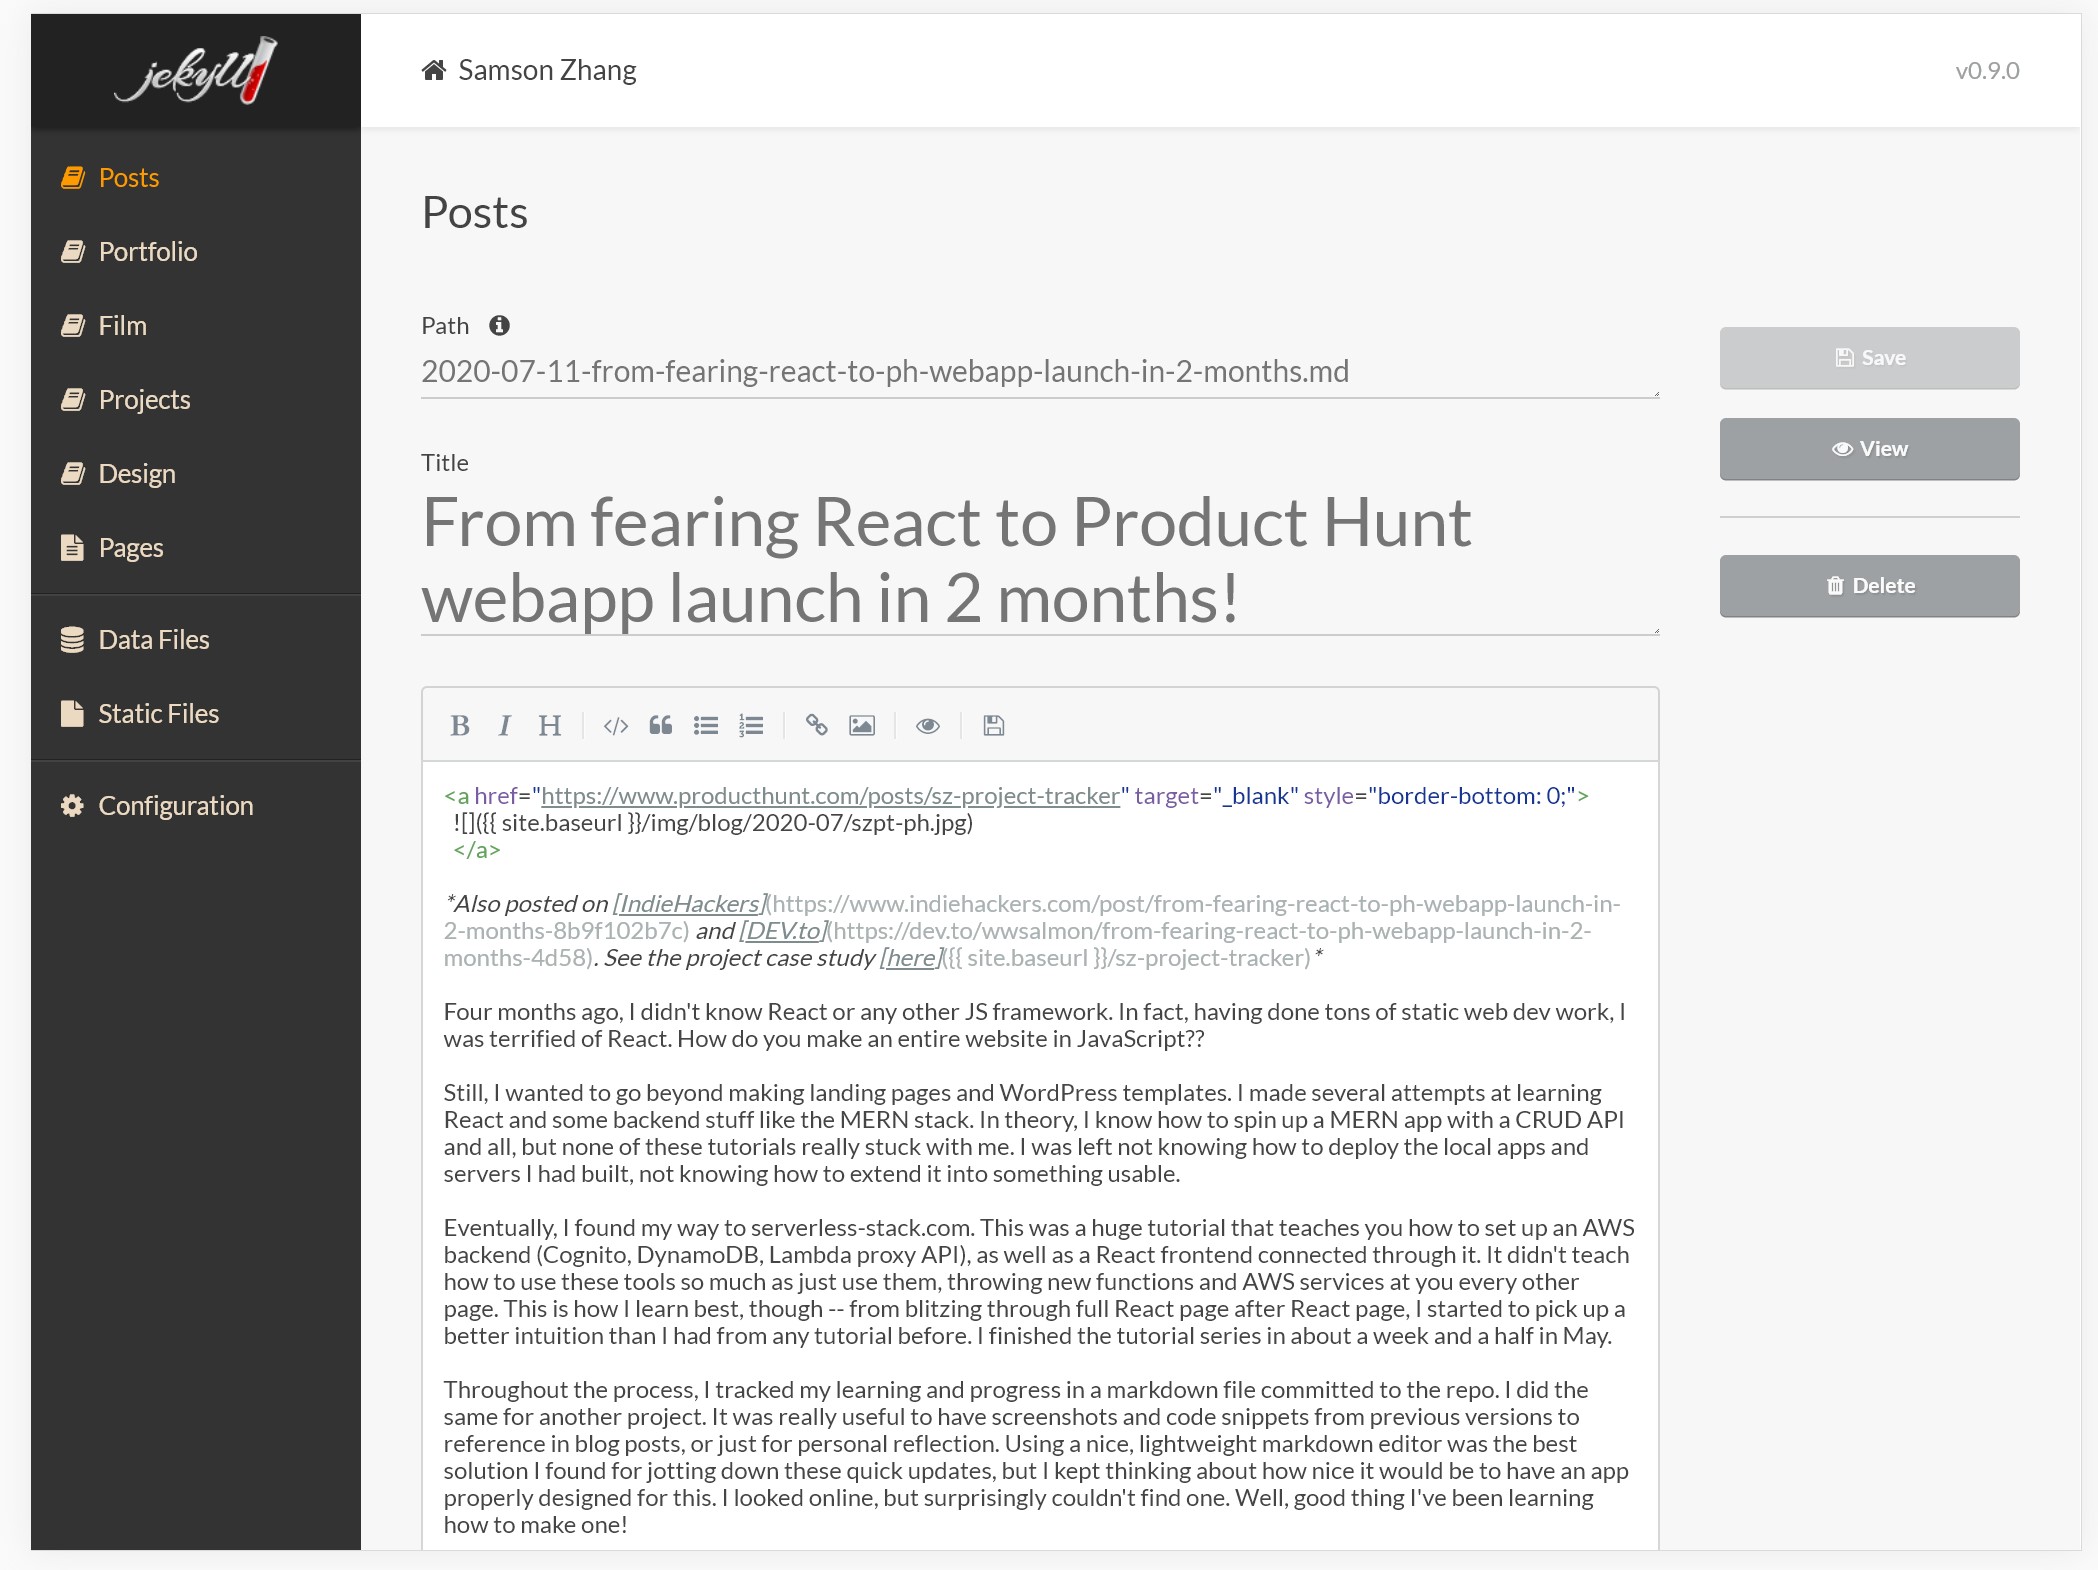 jekyll
Samson Zhang
v0.9.0
Posts
Portfolio
Film
Projects
Design
Pages
Data Files
Static Files
Configuration
Posts
Path
2020-07-11-from-fearing-react-to-ph-webapp-launch-in-2-months.md
Title
From fearing React to Product Hunt
webapp launch in 2 months!
Save
View
Delete
B I H
<a href="https://www.producthunt.com/posts/sz-project-tracker" target="_blank" style="border-bottom: 0;">
![]({{ site.baseurl }}/img/blog/2020-07/szpt-ph.jpg)
</a>
*Also posted on [IndieHackers](https://www.indiehackers.com/post/from-fearing-react-to-ph-webapp-launch-in-
2-months-8b9f102b7c) and [DEV.to](https://dev.to/wwsalmon/from-fearing-react-to-ph-webapp-launch-in-2-
months-4d58). See the project case study [here]({{ site.baseurl }}/sz-project-tracker)*
Four months ago, I didn't know React or any other JS framework. In fact, having done tons of static web dev work, I
was terrified of React. How do you make an entire website in JavaScript??
Still, I wanted to go beyond making landing pages and WordPress templates. I made several attempts at learning
React and some backend stuff like the MERN stack. In theory, I know how to spin up a MERN app with a CRUD API
and all, but none of these tutorials really stuck with me. I was left not knowing how to deploy the local apps and
servers I had built, not knowing how to extend it into something usable.
Eventually, I found my way to serverless-stack.com. This was a huge tutorial that teaches you how to set up an AWS
backend (Cognito, DynamoDB, Lambda proxy API), as well as a React frontend connected through it. It didn't teach
how to use these tools so much as just use them, throwing new functions and AWS services at you every other
page. This is how I learn best, though -- from blitzing through full React page after React page, I started to pick up a
better intuition than I had from any tutorial before. I finished the tutorial series in about a week and a half in May.
Throughout the process, I tracked my learning and progress in a markdown file committed to the repo. I did the
same for another project. It was really useful to have screenshots and code snippets from previous versions to
reference in blog posts, or just for personal reflection. Using a nice, lightweight markdown editor was the best
solution I found for jotting down these quick updates, but I kept thinking about how nice it would be to have an app
properly designed for this. I looked online, but surprisingly couldn't find one. Well, good thing I've been learning
how to make one!